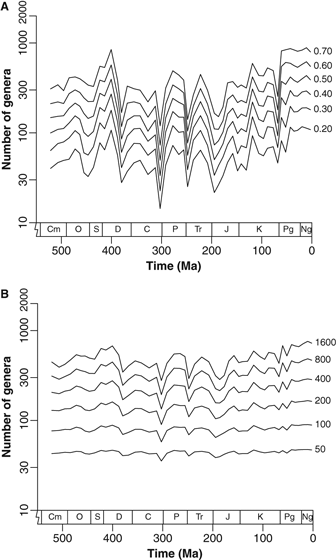 A
Number of genera
2000
1000
300
100
30
10
0.70
0.60
0.50
0.40
0.30
0.20
Cm O S D C P Tr J K Pg Ng
500 400 300 200 100 0
Time (Ma)
B
Number of genera
2000
1000
300
100
30
10
1600
800
400
200
100
50
Cm O S D C P Tr J K Pg Ng
500 400 300 200 100 0
Time (Ma)